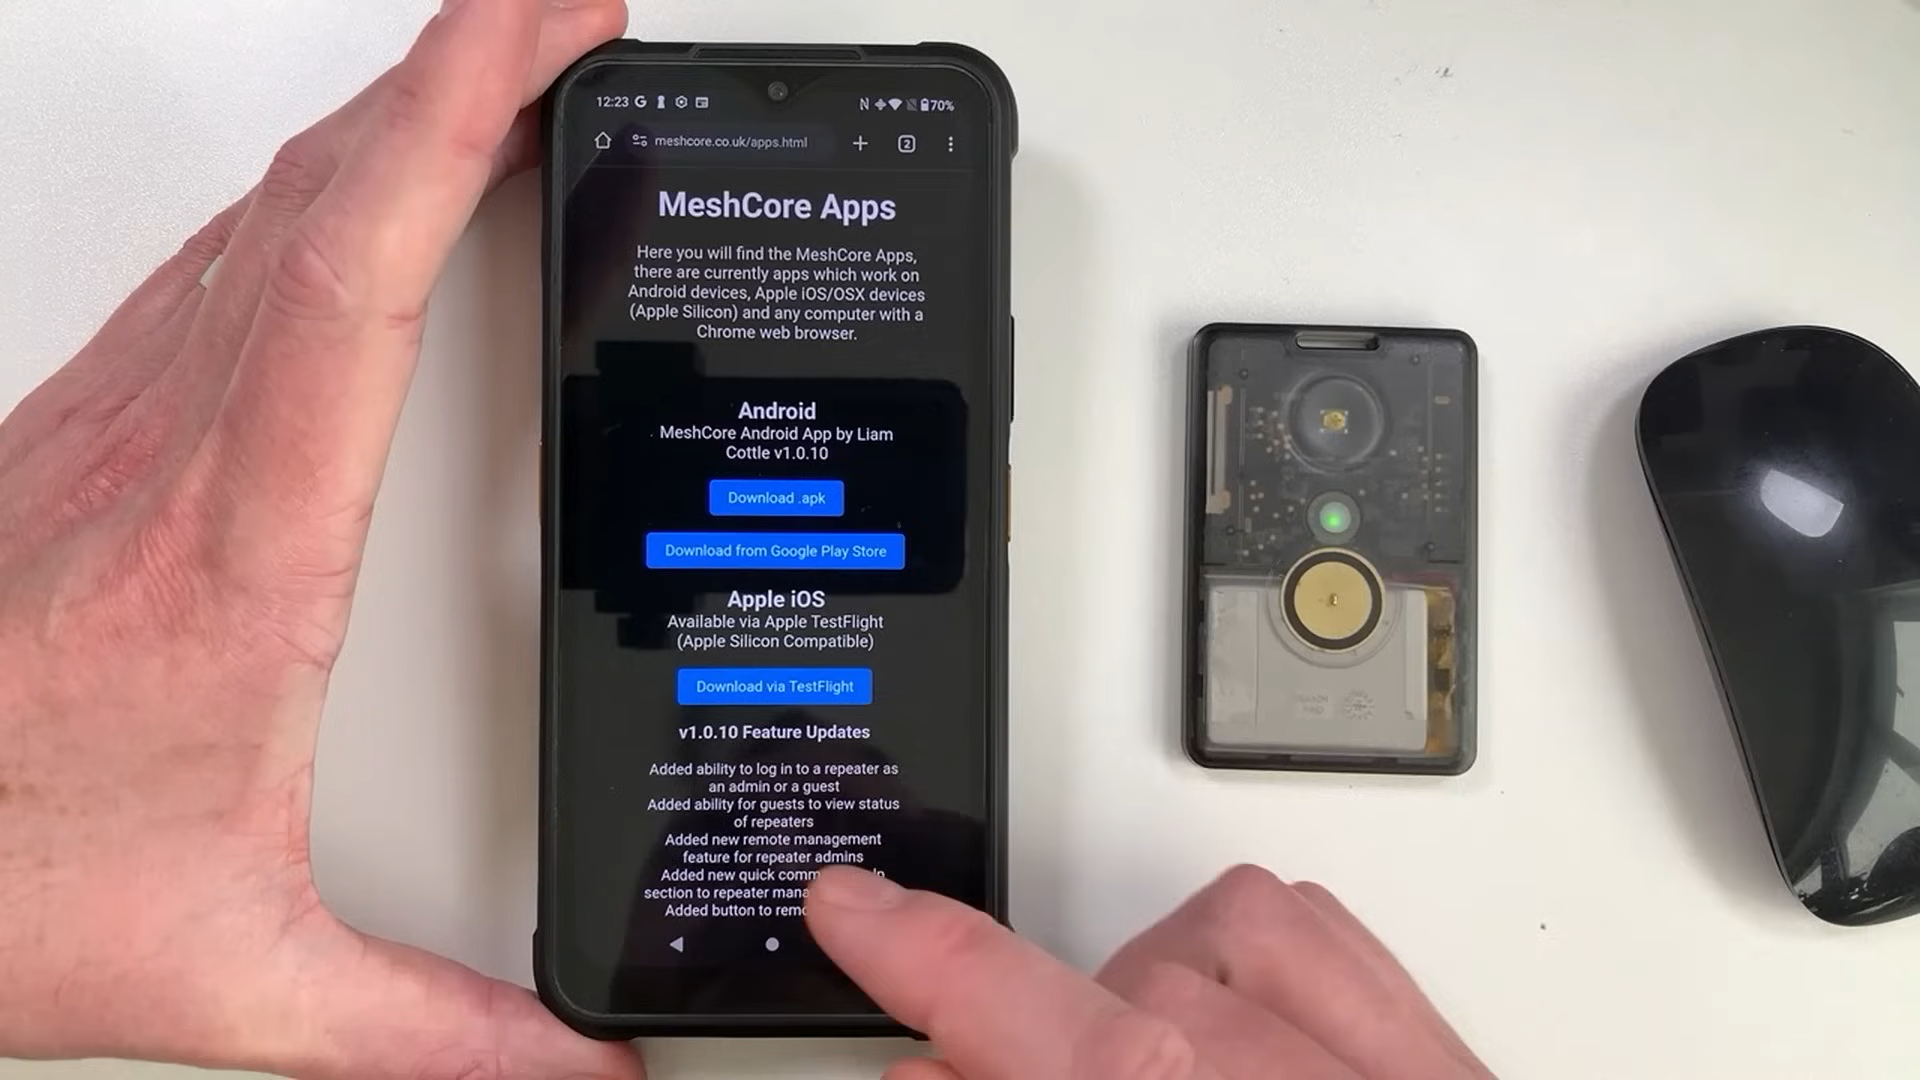 12:23
N
70%
meshcore.co.uk/apps.html
2
MeshCore Apps
Here you will find the MeshCore Apps,
there are currently apps which work on
Android devices, Apple iOS/OSX devices
(Apple Silicon) and any computer with a
Chrome web browser.
Android
MeshCore Android App by Liam
Cottle v1.0.10
Download .apk
Download from Google Play Store
Apple iOS
Available via Apple TestFlight
(Apple Silicon Compatible)
Download via TestFlight
v1.0.10 Feature Updates
Added ability to log in to a repeater as
an admin or a guest
Added ability for guests to view status
of repeaters
Added new remote management
feature for repeater admins
Added new quick
section to repeater
Added button to